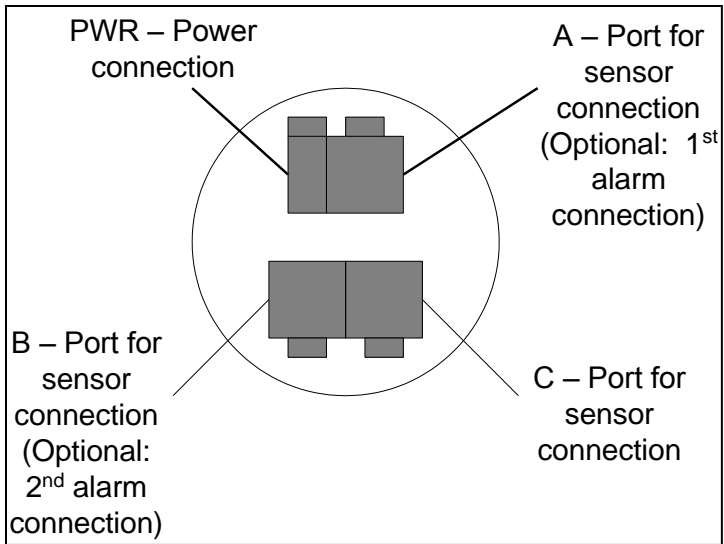 PWR – Power
connection
A – Port for
sensor
connection
(Optional:  1st
alarm
connection)
B – Port for
sensor
connection
(Optional:
2nd alarm
connection)
C – Port for
sensor
connection